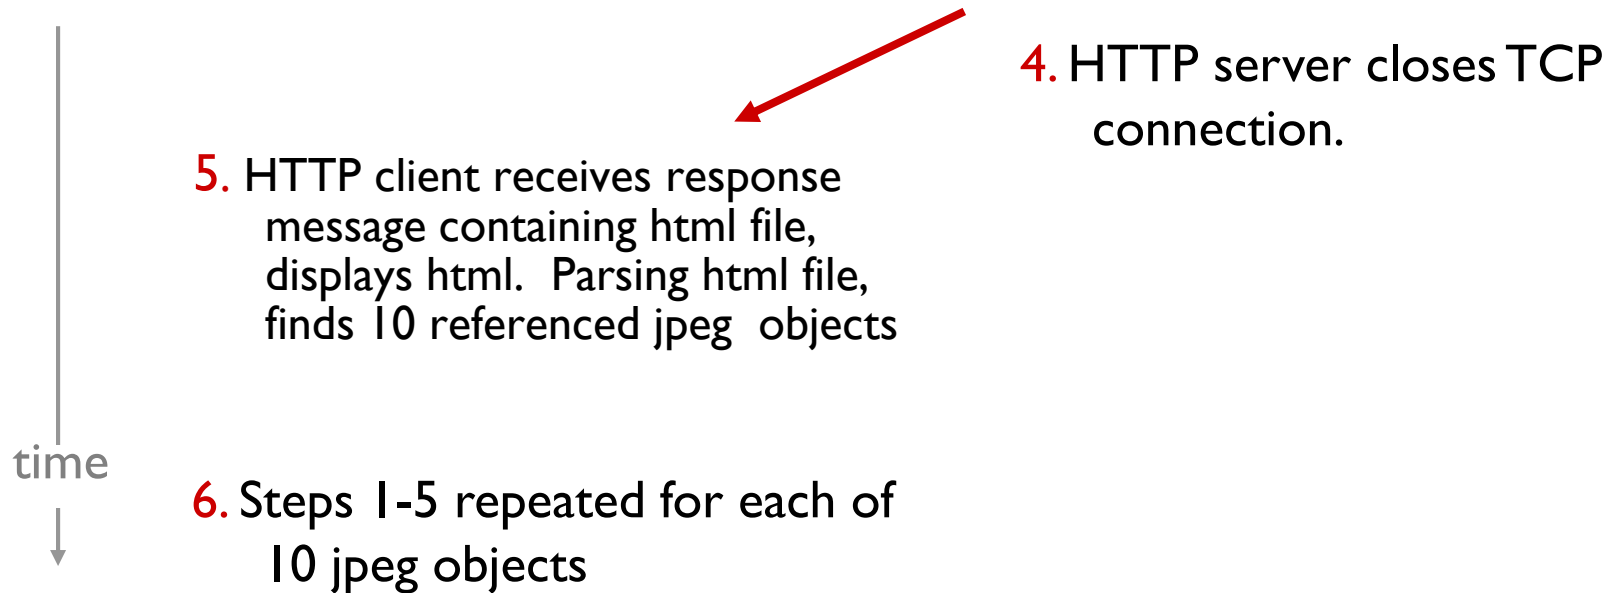 4. HTTP server closes TCP
connection.
5. HTTP client receives response
message containing html file,
displays html.  Parsing html file,
finds 10 referenced jpeg  objects
time
6. Steps 1-5 repeated for each of
10 jpeg objects